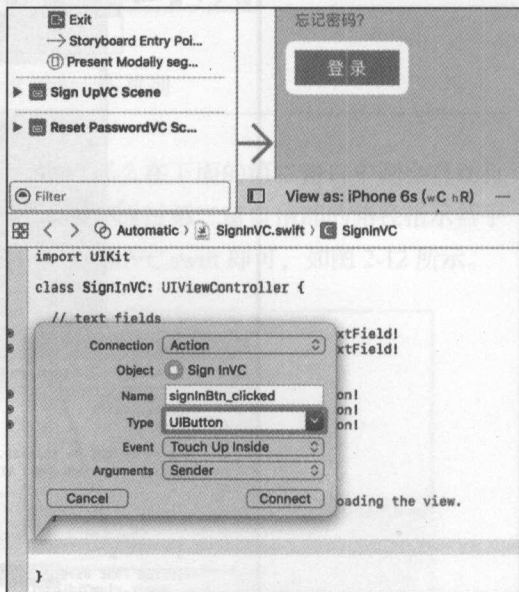 Exit
Storyboard Entry Poi...
Present Modally seg...
Sign UpVC Scene
Reset PasswordVC Sc...
Filter
忘记密码?
登 录
View as: iPhone 6s (wC hR)
Automatic
SignInVC.swift
SignInVC
import UIKit
class SignInVC: UIViewController {
// text fields
xtField!
xtField!
on!
on!
on!
oading the view.
Connection Action
Object Sign InVC
Name signInBtn_clicked
Type UIButton
Event Touch Up Inside
Arguments Sender
Cancel Connect
}